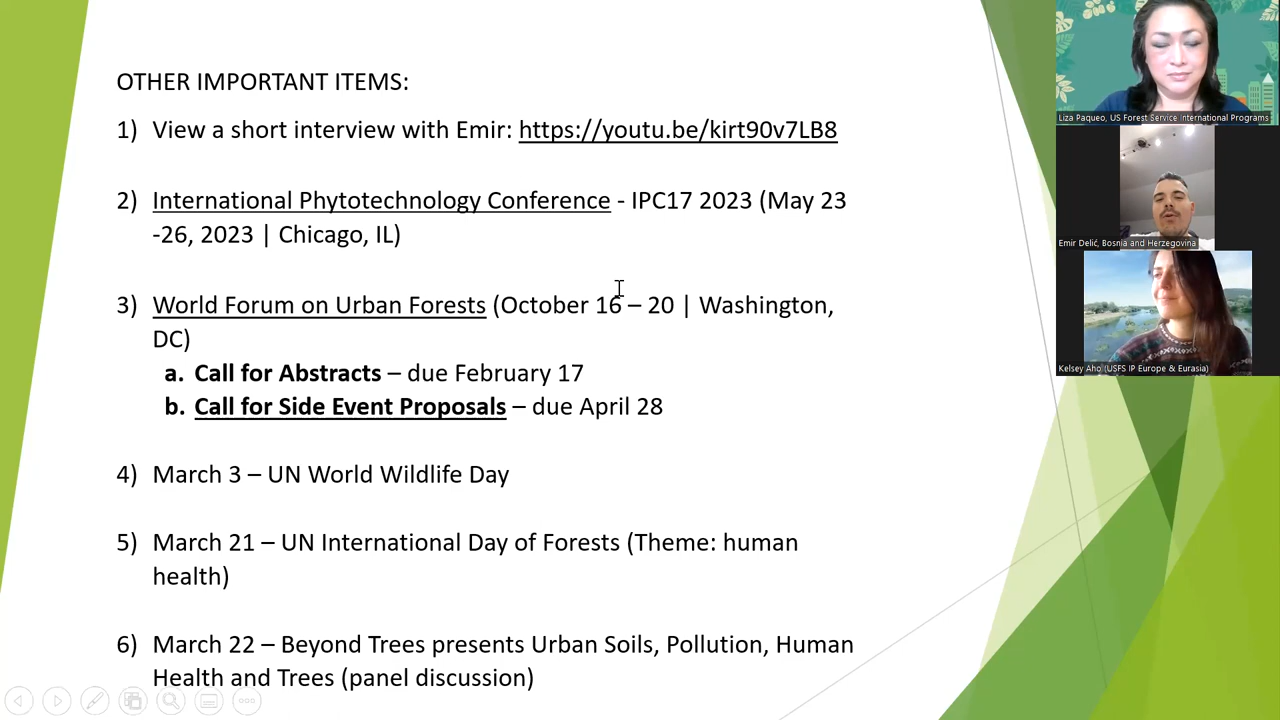 OTHER IMPORTANT ITEMS:
1) View a short interview with Emir: https://youtu.be/kirt90v7LB8
2) International Phytotechnology Conference - IPC17 2023 (May 23
-26, 2023 | Chicago, IL)
3) World Forum on Urban Forests (October 16 – 20 | Washington,
DC)
a. Call for Abstracts – due February 17
b. Call for Side Event Proposals – due April 28
4) March 3 – UN World Wildlife Day
5) March 21 – UN International Day of Forests (Theme: human
health)
6) March 22 – Beyond Trees presents Urban Soils, Pollution, Human
Health and Trees (panel discussion)
Liza Paqueo, US Forest Service International Programs
Emir Delić, Bosnia and Herzegovina
Kelsey Aho (USFS IP Europe & Eurasia)